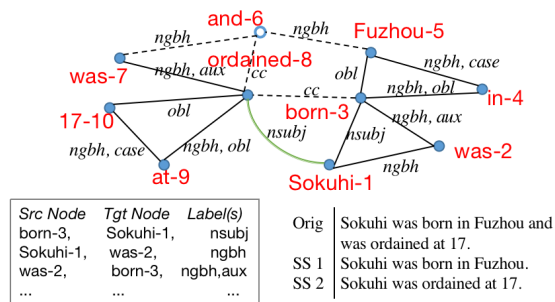 and-6
ngbh
ngbh
Fuzhou-5
was-7
ngbh, aux
ordained-8
cc
obl
ngbh, case
17-10
obl
cc
born-3
ngbh, obl
in-4
ngbh, case
ngbh, obl
nsubj
nsubj
ngbh, aux
at-9
ngbh
was-2
Sokuhi-1
Src Node Tgt Node Label(s)
born-3, Sokuhi-1, nsubj
Sokuhi-1, was-2, ngbh
was-2, born-3, ngbh,aux
... ... ...
Orig Sokuhi was born in Fuzhou and
was ordained at 17.
SS 1 Sokuhi was born in Fuzhou.
SS 2 Sokuhi was ordained at 17.